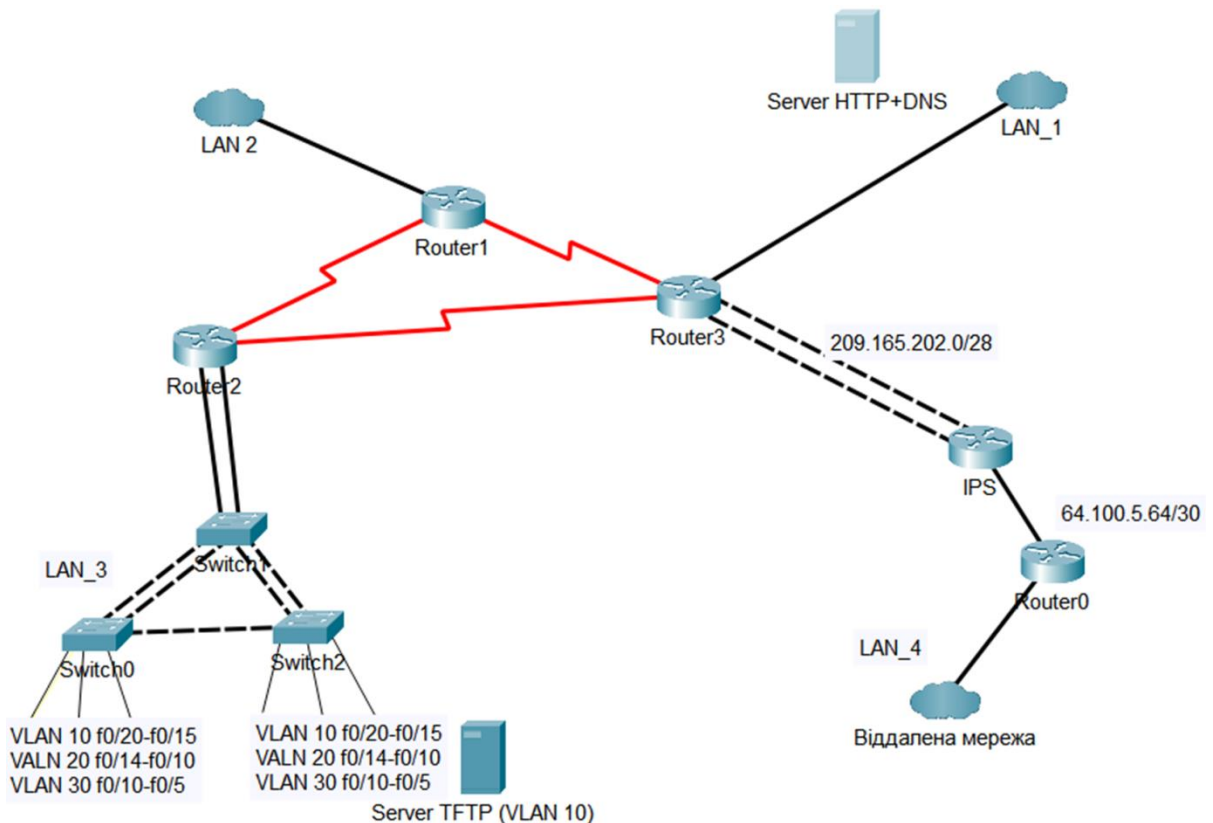 Server HTTP+DNS
LAN_1
LAN 2
Router1
Router3
209.165.202.0/28
Router2
IPS
64.100.5.64/30
Switch1
LAN_3
Router0
Switch0
Switch2
LAN_4
VLAN 10 f0/20-f0/15
VALN 20 f0/14-f0/10
VLAN 30 f0/10-f0/5
VLAN 10 f0/20-f0/15
VALN 20 f0/14-f0/10
VLAN 30 f0/10-f0/5
Віддалена мережа
Server TFTP (VLAN 10)